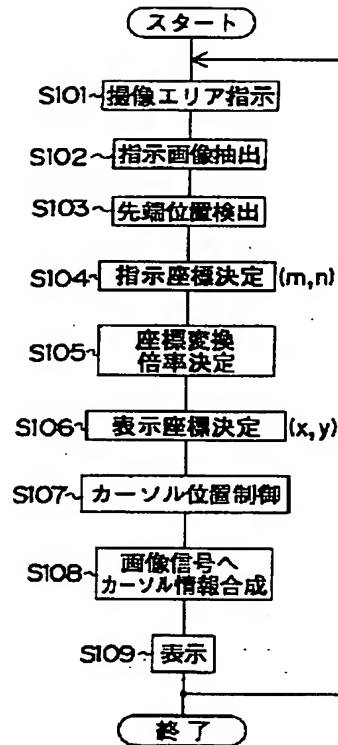 スタート
S101 撮像エリア指示
S102 指示画像抽出
S103 先端位置検出
S104 指示座標決定 (m,n)
S105 座標変換
倍率決定
S106 表示座標決定 (x,y)
S107 カーソル位置制御
S108 画像信号へ
カーソル情報合成
S109 表示
終了